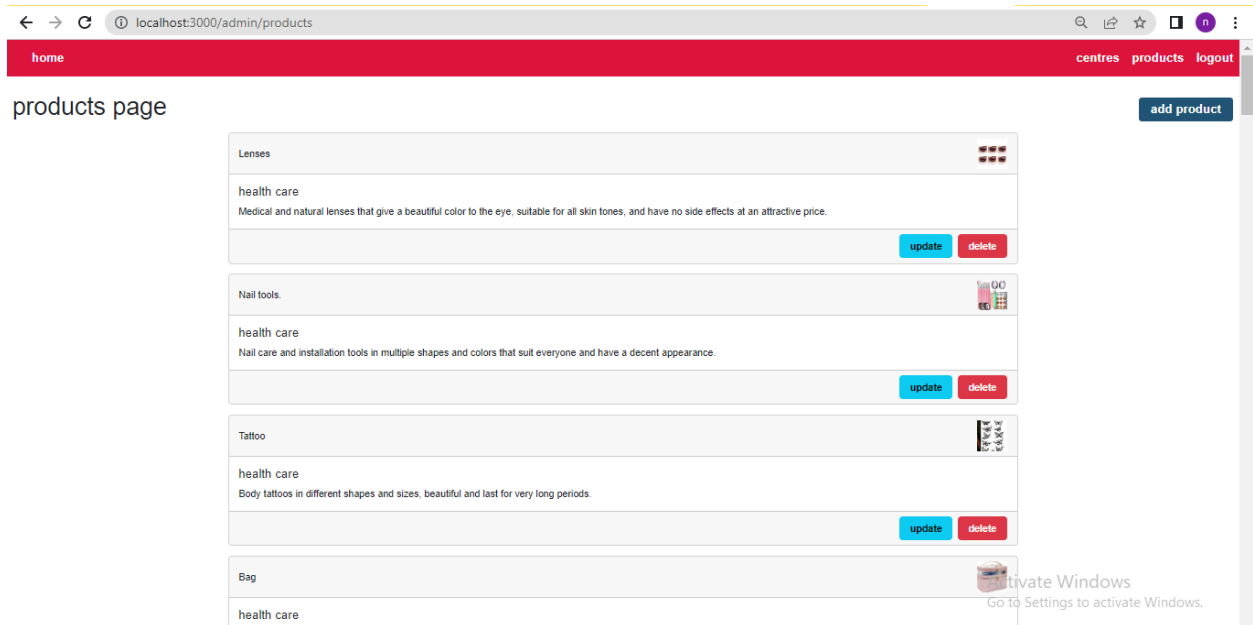 localhost:3000/admin/products
n
home
centres products logout
products page
add product
Lenses
health care
Medical and natural lenses that give a beautiful color to the eye, suitable for all skin tones, and have no side effects at an attractive price.
update delete
Nail tools.
health care
Nail care and installation tools in multiple shapes and colors that suit everyone and have a decent appearance.
update delete
Tattoo
health care
Body tattoos in different shapes and sizes, beautiful and last for very long periods.
update delete
Bag
health care
Activate Windows
Go to Settings to activate Windows.